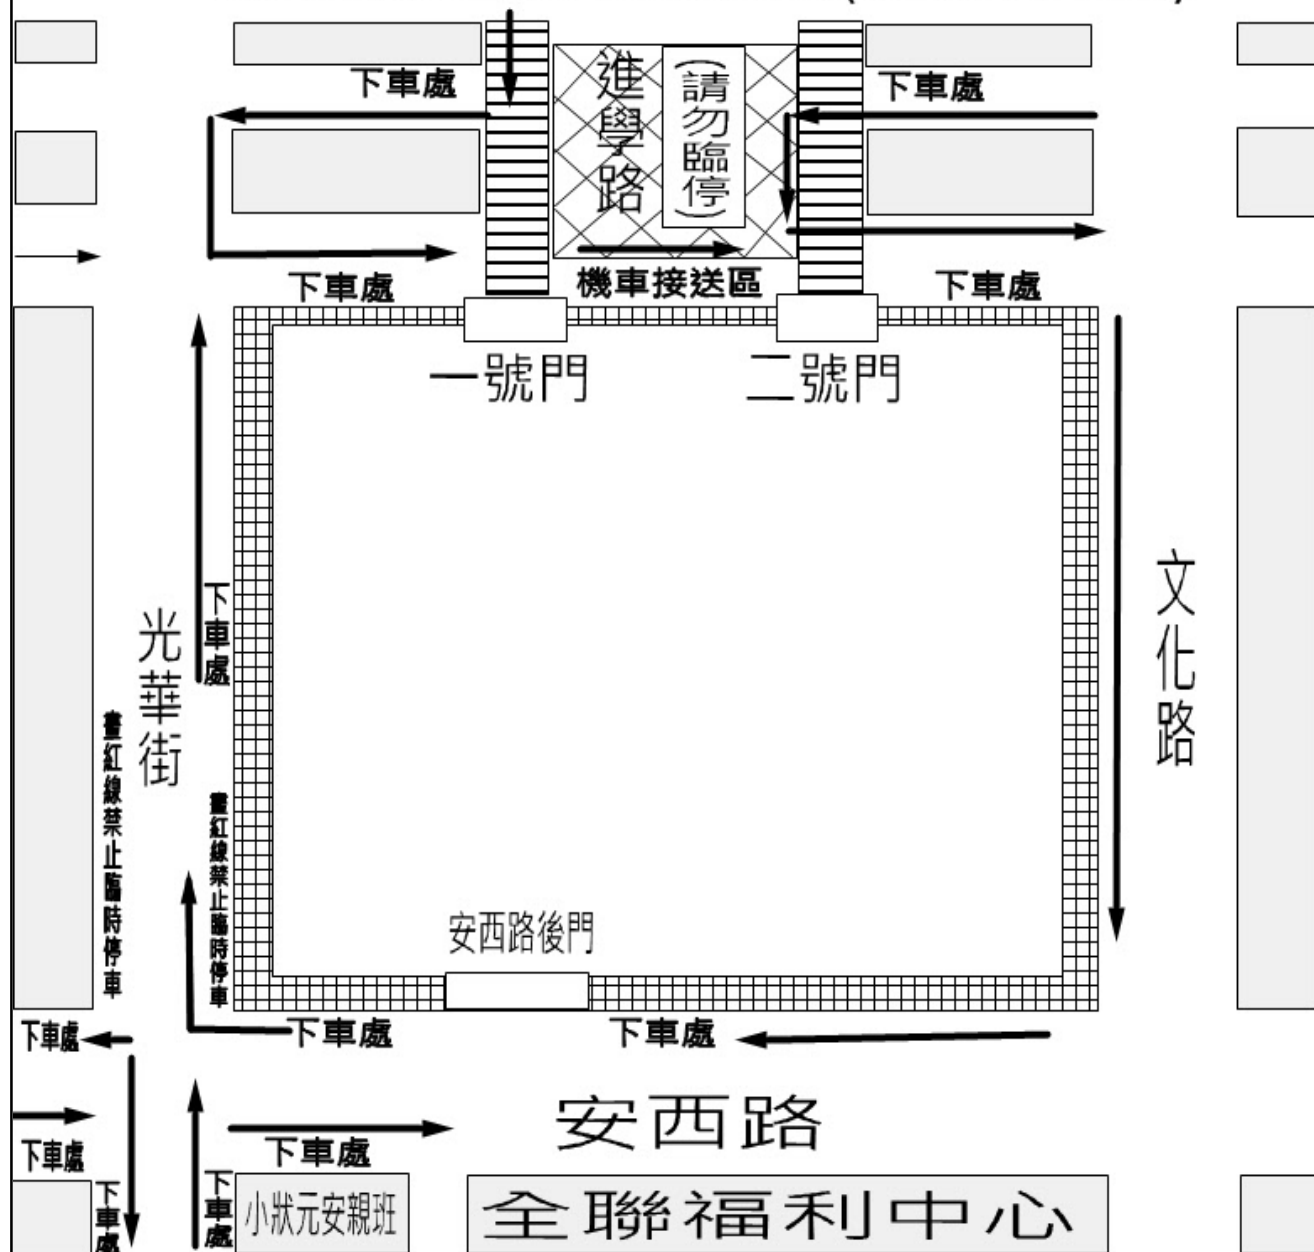 下車處
進學路
(請勿臨停)
下車處
下車處
機車接送區
下車處
一號門
二號門
光華街
下車處
文化路
畫紅線禁止臨時停車
畫紅線禁止臨時停車
安西路後門
下車處
下車處
下車處
安西路
下車處
下車處
下車處
下車處
小狀元安親班
全聯福利中心